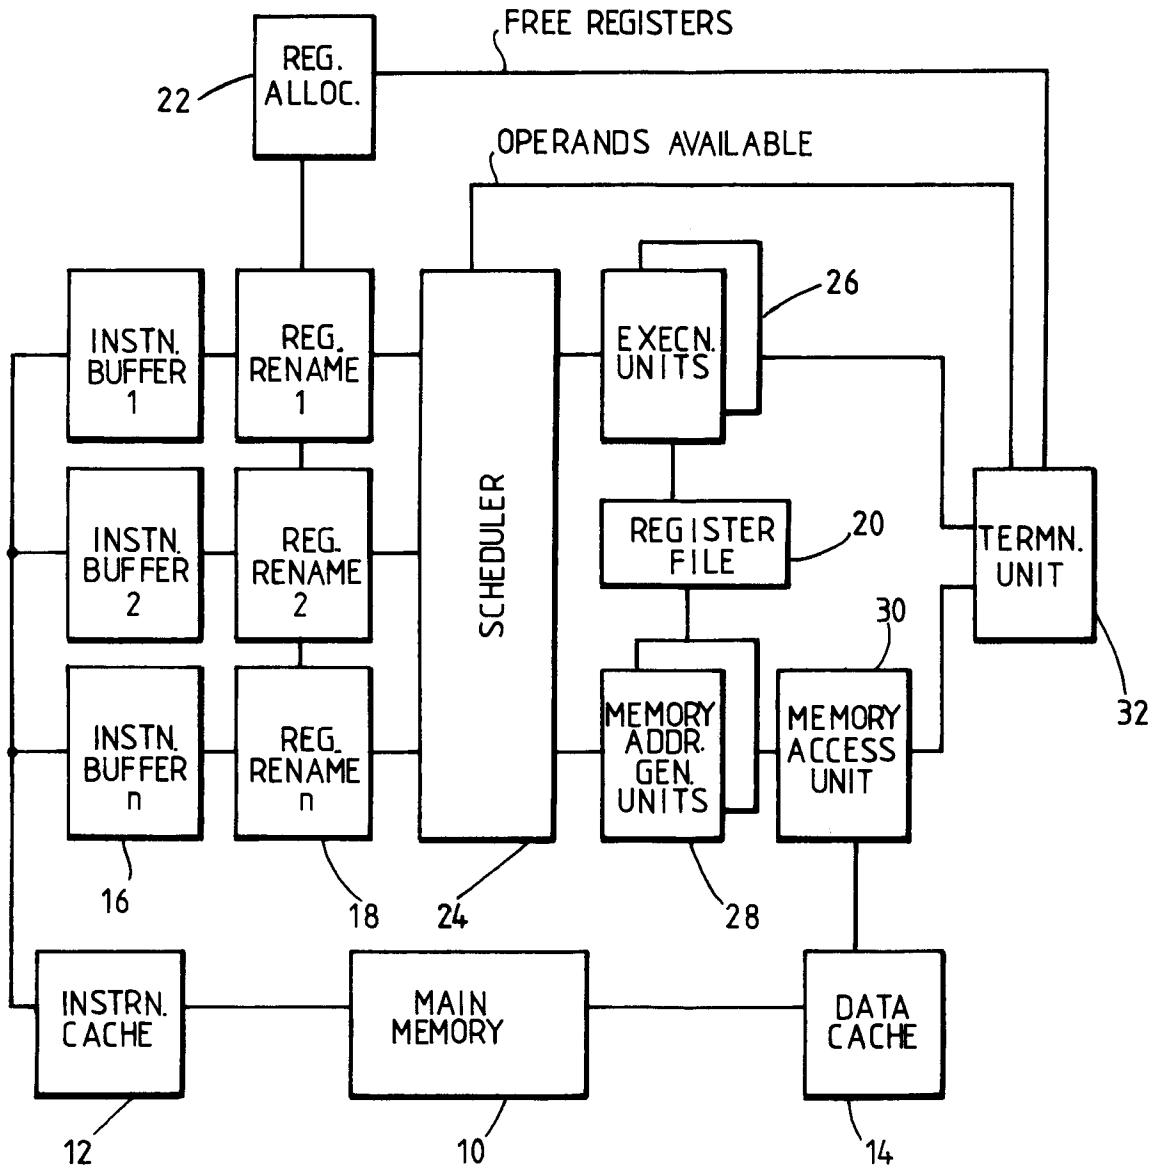 FREE REGISTERS
REG.
ALLOC.
22
OPERANDS AVAILABLE
INSTN.
BUFFER
1
REG.
RENAME
1
EXECN.
UNITS
26
INSTN.
BUFFER
2
REG.
RENAME
2
SCHEDULER
REGISTER
FILE
20
TERMN.
UNIT
32
INSTN.
BUFFER
n
REG.
RENAME
n
MEMORY
ADDR.
GEN.
UNITS
30
MEMORY
ACCESS
UNIT
16
18
24
28
INSTRN.
CACHE
MAIN
MEMORY
DATA
CACHE
12
10
14